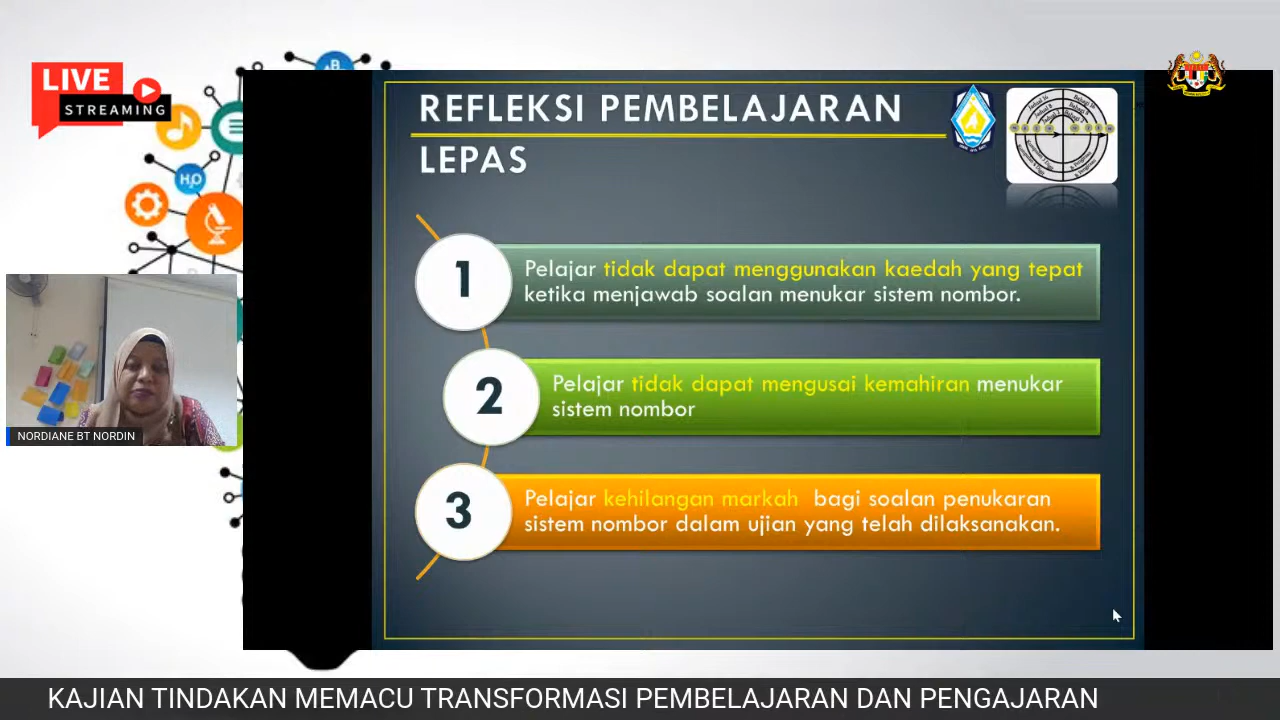 LIVE
STREAMING
B
H2O
REFLEKSI PEMBELAJARAN
LEPAS
1
Pelajar tidak dapat menggunakan kaedah yang tepat
ketika menjawab soalan menukar sistem nombor.
2
Pelajar tidak dapat mengusai kemahiran menukar
sistem nombor
3
Pelajar kehilangan markah bagi soalan penukaran
sistem nombor dalam ujian yang telah dilaksanakan.
NORDIANE BT NORDIN
KAJIAN TINDAKAN MEMACU TRANSFORMASI PEMBELAJARAN DAN PENGAJARAN